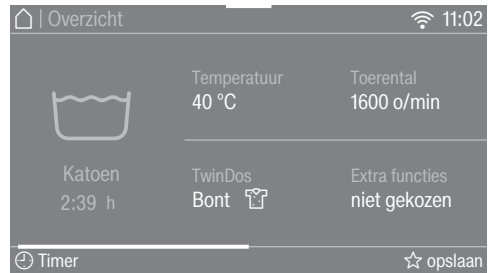 | Overzicht
11:02
Temperatuur
40 °C
Toerental
1600 o/min
Katoen
2:39 h
TwinDos
Bont
Extra functies
niet gekozen
Timer
opslaan